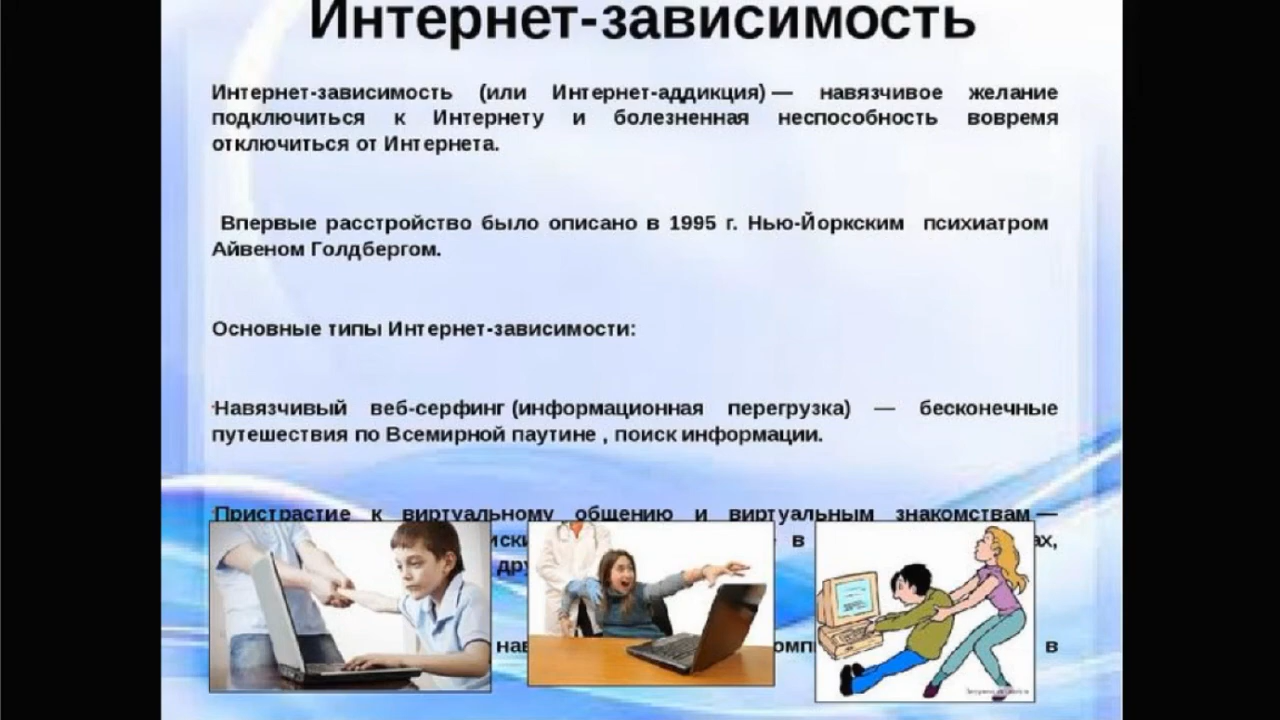 Интернет-зависимость
Интернет-зависимость (или Интернет-аддикция) — навязчивое желание
подключиться к Интернету и болезненная неспособность вовремя
отключиться от Интернета.
Впервые расстройство было описано в 1995 г. Нью-Йоркским психиатром
Айвеном Голдбергом.
Основные типы Интернет-зависимости:
Навязчивый веб-серфинг (информационная перегрузка) — бесконечные
путешествия по Всемирной паутине , поиск информации.
Пристрастие к виртуальному общению и виртуальным знакомствам —
в
в